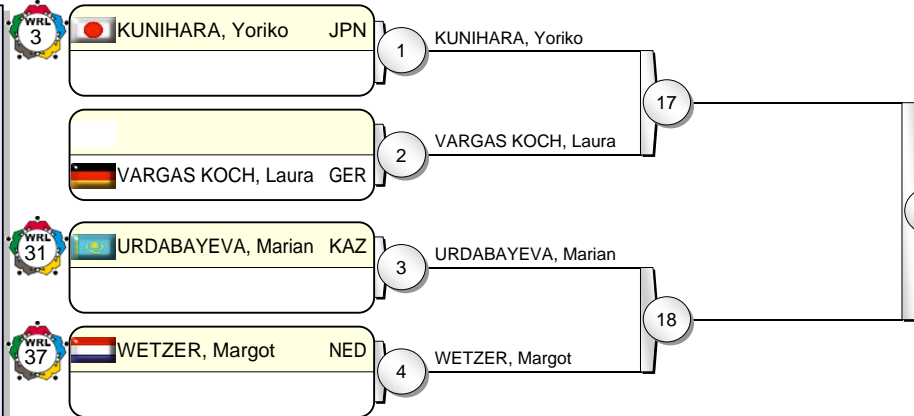 WRL
3
KUNIHARA, Yoriko JPN
1
KUNIHARA, Yoriko
17
2
VARGAS KOCH, Laura
VARGAS KOCH, Laura GER
WRL
31
URDABAYEVA, Marian KAZ
3
URDABAYEVA, Marian
18
WRL
37
WETZER, Margot NED
4
WETZER, Margot